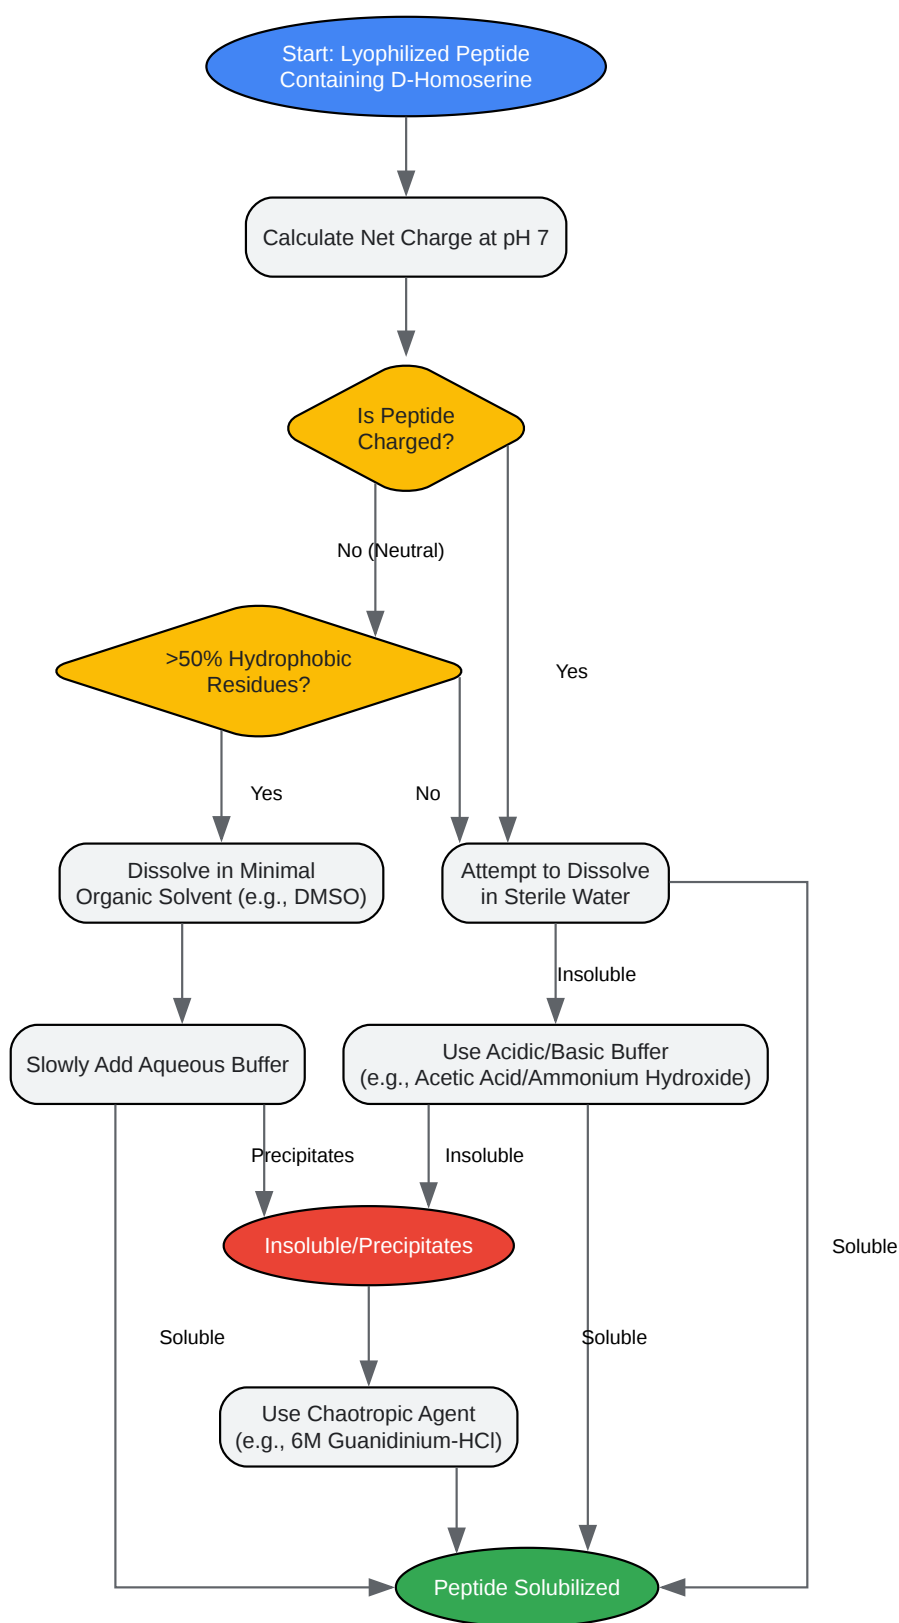 Start: Lyophilized Peptide
Containing D-Homoserine
Calculate Net Charge at pH 7
Is Peptide
Charged?
No (Neutral)
>50% Hydrophobic
Residues?
Yes
Yes
No
Dissolve in Minimal
Organic Solvent (e.g., DMSO)
Attempt to Dissolve
in Sterile Water
Insoluble
Slowly Add Aqueous Buffer
Use Acidic/Basic Buffer
(e.g., Acetic Acid/Ammonium Hydroxide)
Precipitates
Insoluble
Insoluble/Precipitates
Soluble
Soluble
Soluble
Use Chaotropic Agent
(e.g., 6M Guanidinium-HCl)
Peptide Solubilized